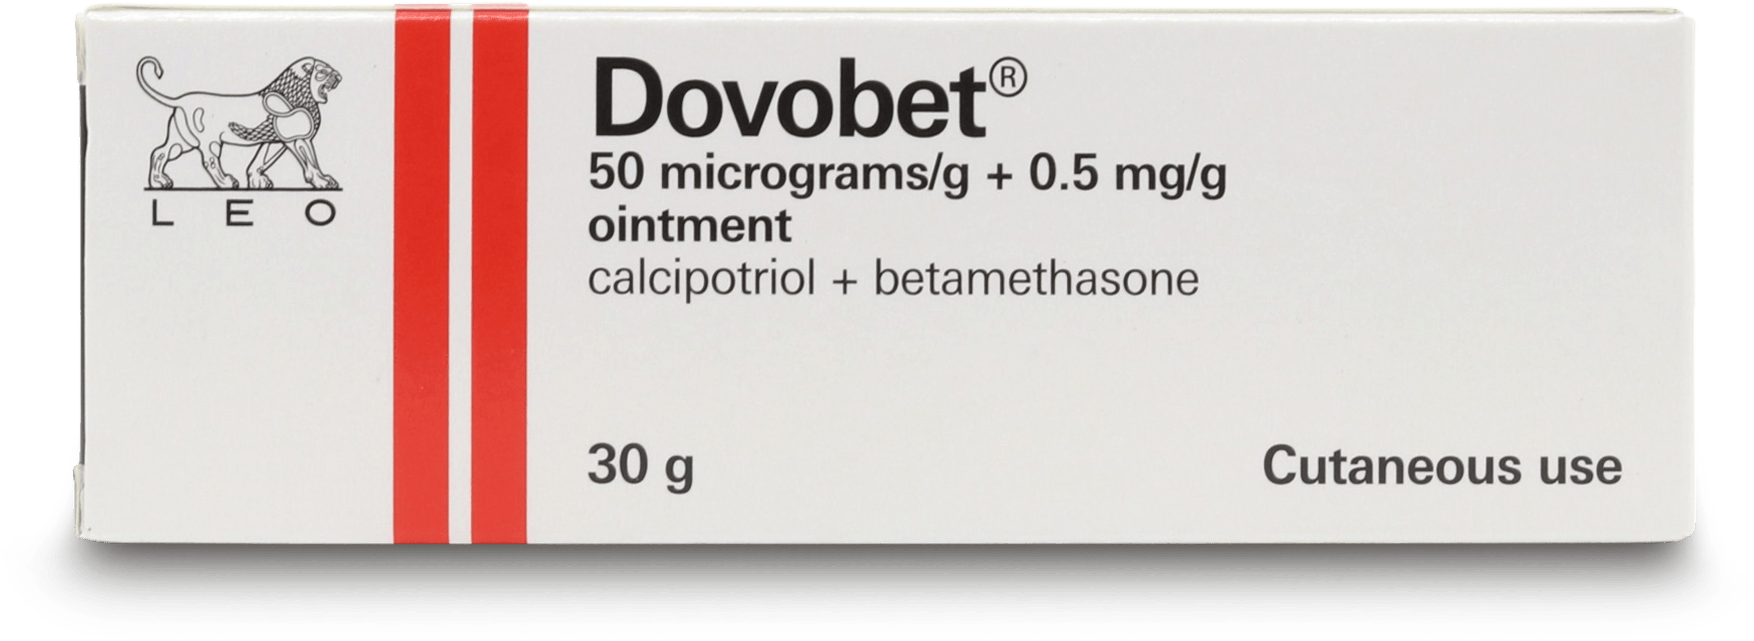 LEO
Dovobet®
50 micrograms/g + 0.5 mg/g
ointment
calcipotriol + betamethasone
30 g
Cutaneous use